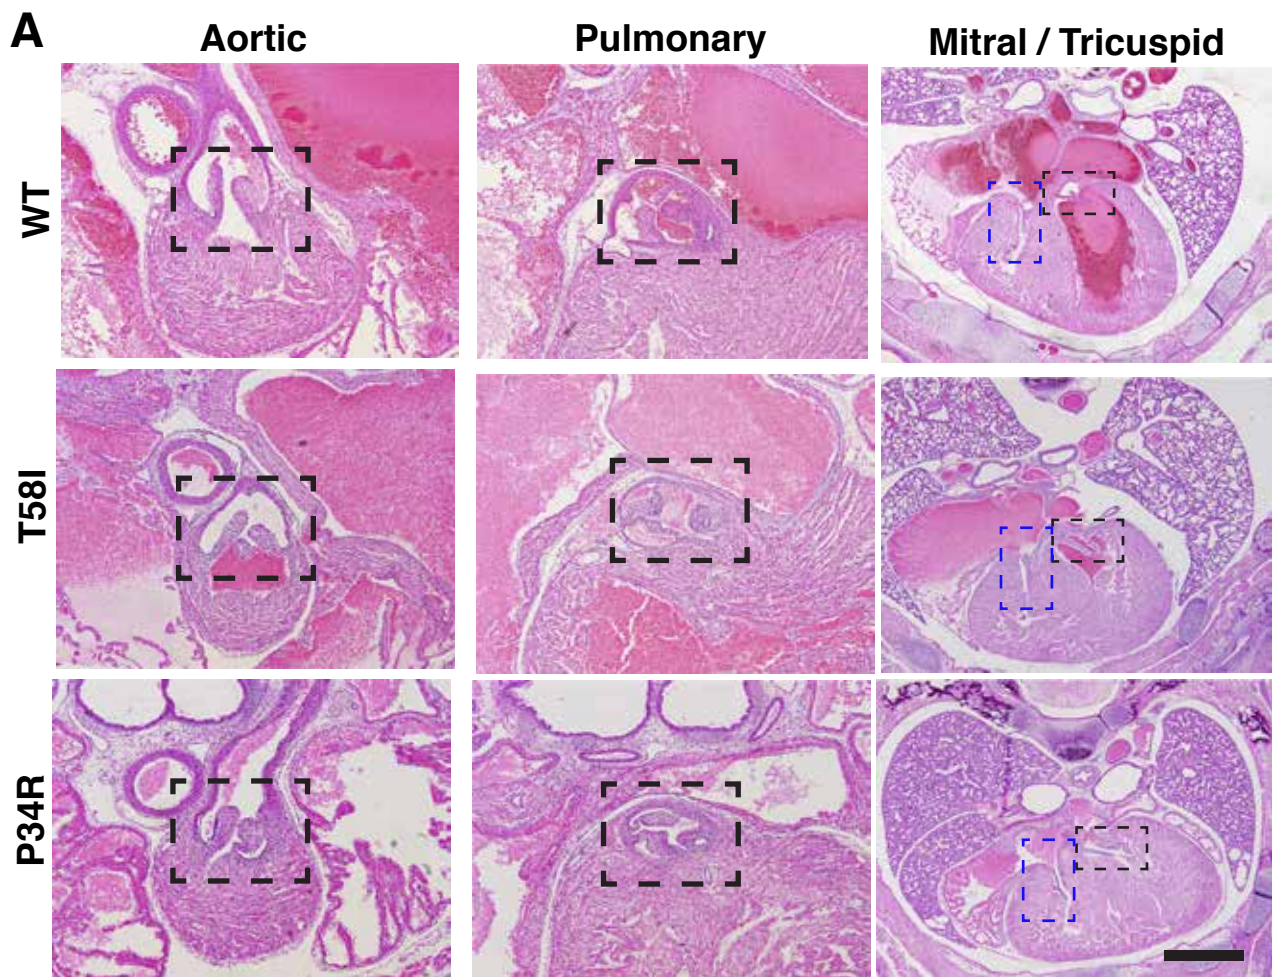 A
Aortic
Pulmonary
Mitral / Tricuspid
WT
T58I
P34R